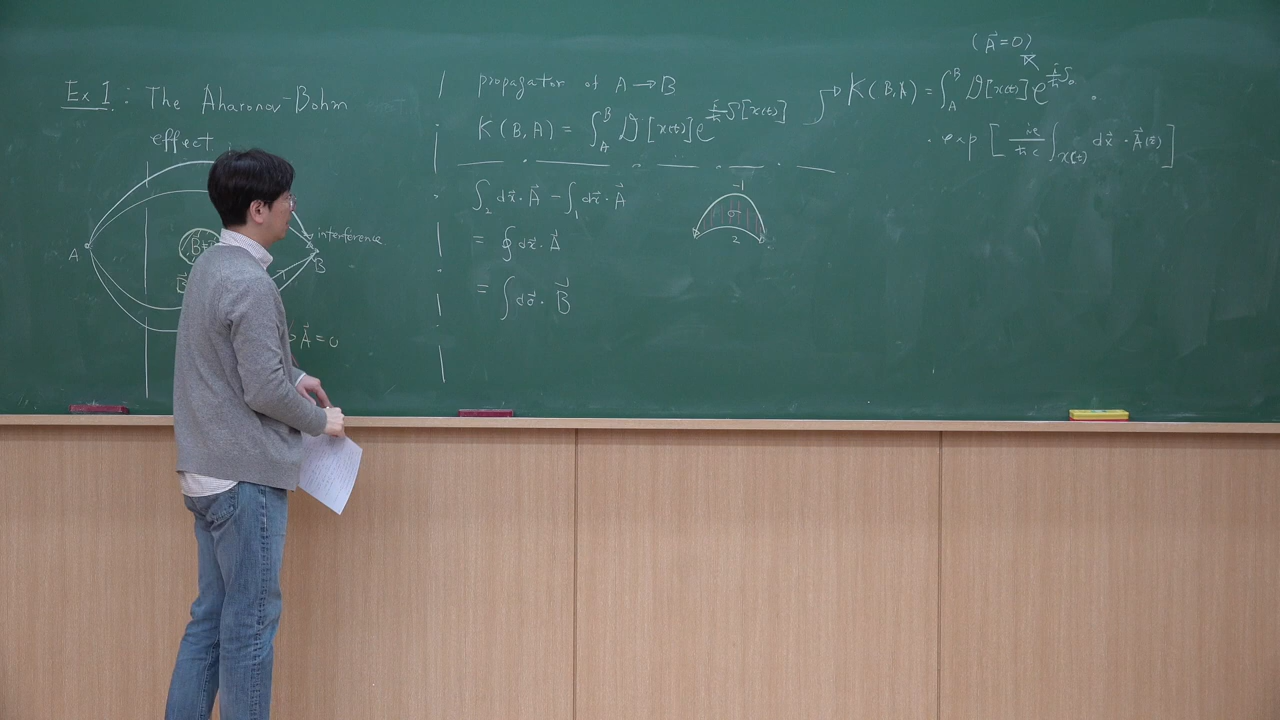 Ex 1 : The Aharonov-Bohm
effect
A
interference
B
A⃗ = 0
propagator of A → B
K(B,A) = ∫_A^B 𝒟[x(t)] e^{i/ħ S[x(t)]}
∫_2 dx⃗ · A⃗ − ∫_1 dx⃗ · A⃗
= ∮ dx⃗ · A⃗
= ∫ dσ⃗ · B⃗
1
σ
2
(A⃗ = 0)
K(B,A) = ∫_A^B 𝒟[x(t)] e^{i/ħ S_0} ·
· exp [ ie/ħc ∫_{x(t)} dx⃗ · A⃗(x⃗) ]